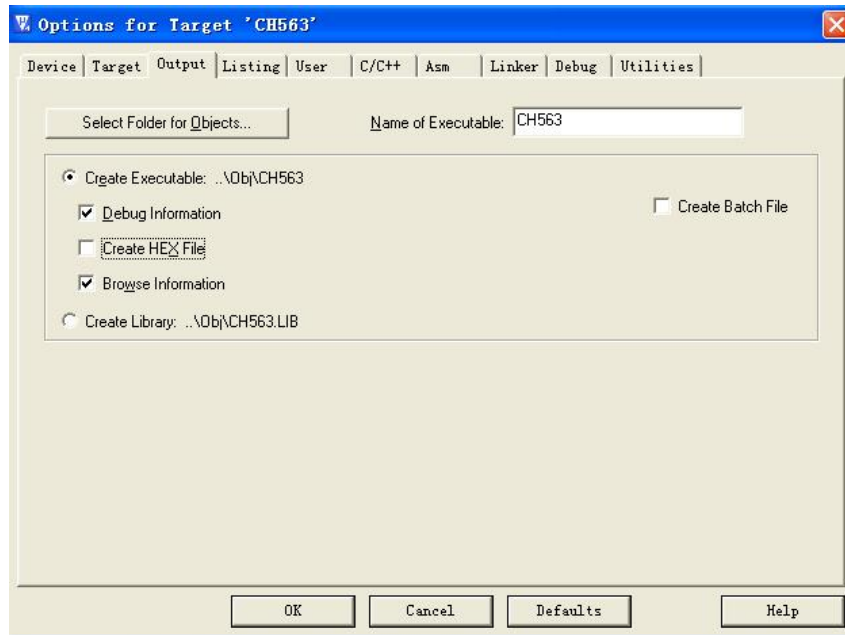 Options for Target 'CH563'
Device Target Output Listing User C/C++ Asm Linker Debug Utilities
Select Folder for Objects... Name of Executable: CH563
Create Executable: ..\Obj\CH563
Debug Information Create Batch File
Create HEX File
Browse Information
Create Library: ..\Obj\CH563.LIB
OK Cancel Defaults Help